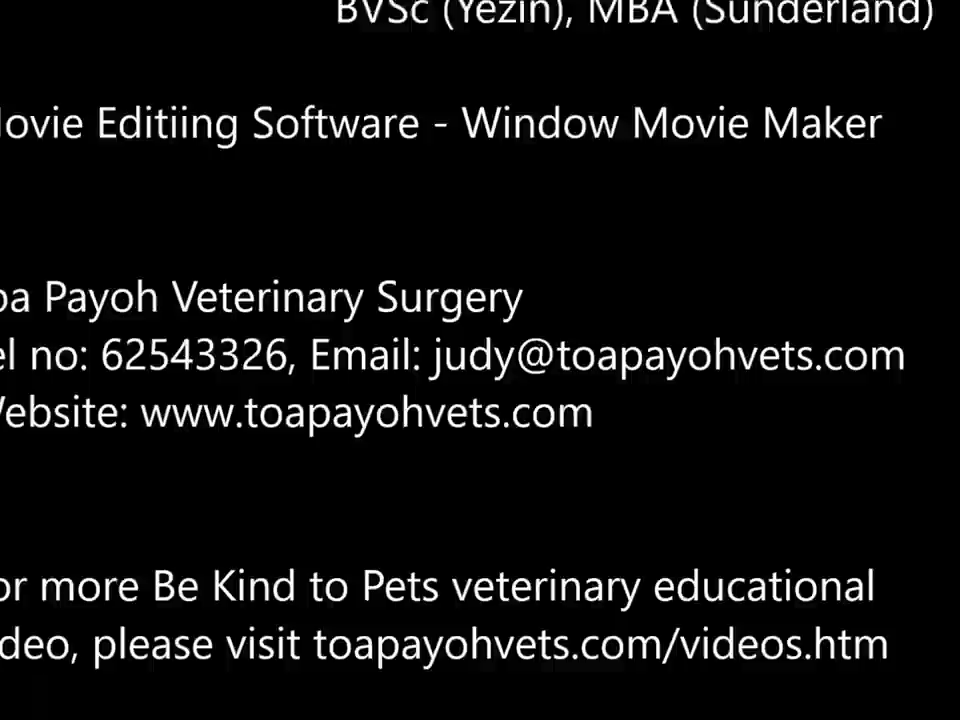 BVSc (Yezin), MBA (Sunderland)
ovie Editiing Software - Window Movie Maker
oa Payoh Veterinary Surgery
el no: 62543326, Email: judy@toapayohvets.com
ebsite: www.toapayohvets.com
or more Be Kind to Pets veterinary educational
deo, please visit toapayohvets.com/videos.htm